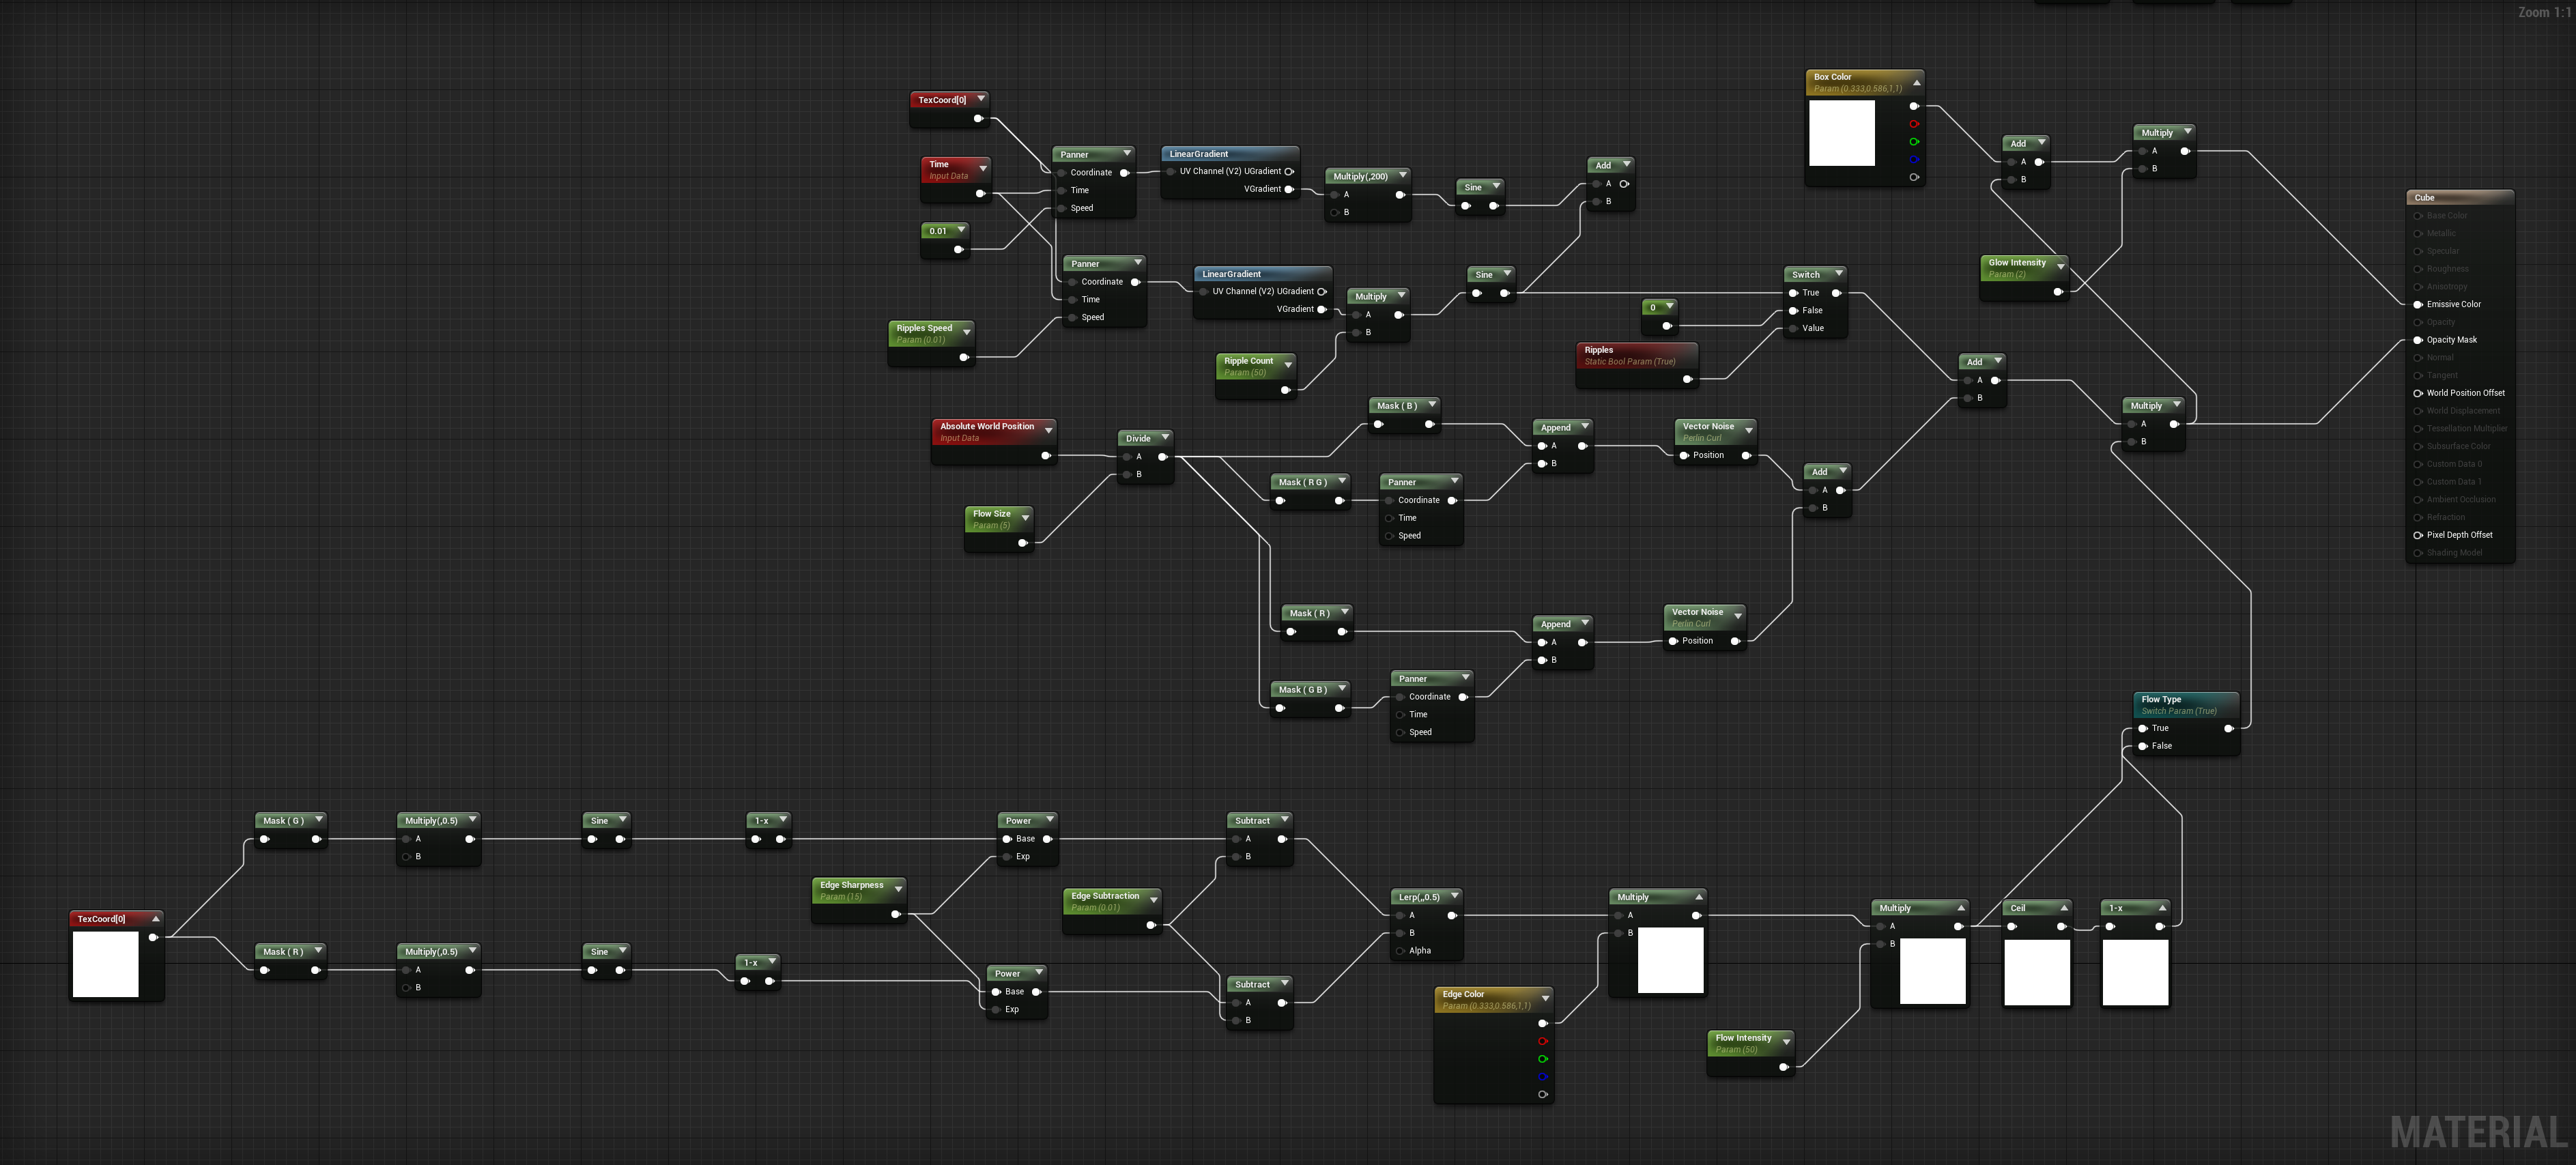 Zoom 1:1
TexCoord[0]
Time
Input Data
0.01
Ripples Speed
Param (0.01)
Panner
Coordinate
Time
Speed
Panner
Coordinate
Time
Speed
LinearGradient
UV Channel (V2) UGradient
VGradient
LinearGradient
UV Channel (V2) UGradient
VGradient
Multiply(,200)
A
B
Sine
Add
A
B
Multiply
A
B
Ripple Count
Param (50)
Sine
0
Ripples
Static Bool Param (True)
Switch
True
False
Value
Box Color
Param (0.333,0.586,1,1)
Add
A
B
Multiply
A
B
Glow Intensity
Param (2)
Add
A
B
Multiply
A
B
Cube
Base Color
Metallic
Specular
Roughness
Anisotropy
Emissive Color
Opacity
Opacity Mask
Normal
Tangent
World Position Offset
World Displacement
Tessellation Multiplier
Subsurface Color
Custom Data 0
Custom Data 1
Ambient Occlusion
Refraction
Pixel Depth Offset
Shading Model
Absolute World Position
Input Data
Divide
A
B
Flow Size
Param (5)
Mask ( B )
Mask ( R G )
Panner
Coordinate
Time
Speed
Append
A
B
Vector Noise
Perlin Curl
Position
Add
A
B
Mask ( R )
Mask ( G B )
Panner
Coordinate
Time
Speed
Append
A
B
Vector Noise
Perlin Curl
Position
Flow Type
Switch Param (True)
True
False
TexCoord[0]
Mask ( G )
Multiply(,0.5)
A
B
Sine
1-x
Power
Base
Exp
Subtract
A
B
Edge Sharpness
Param (15)
Edge Subtraction
Param (0.01)
Mask ( R )
Multiply(,0.5)
A
B
Sine
1-x
Power
Base
Exp
Subtract
A
B
Lerp(,,0.5)
A
B
Alpha
Edge Color
Param (0.333,0.586,1,1)
Multiply
A
B
Flow Intensity
Param (50)
Multiply
A
B
Ceil
1-x
MATERIAL